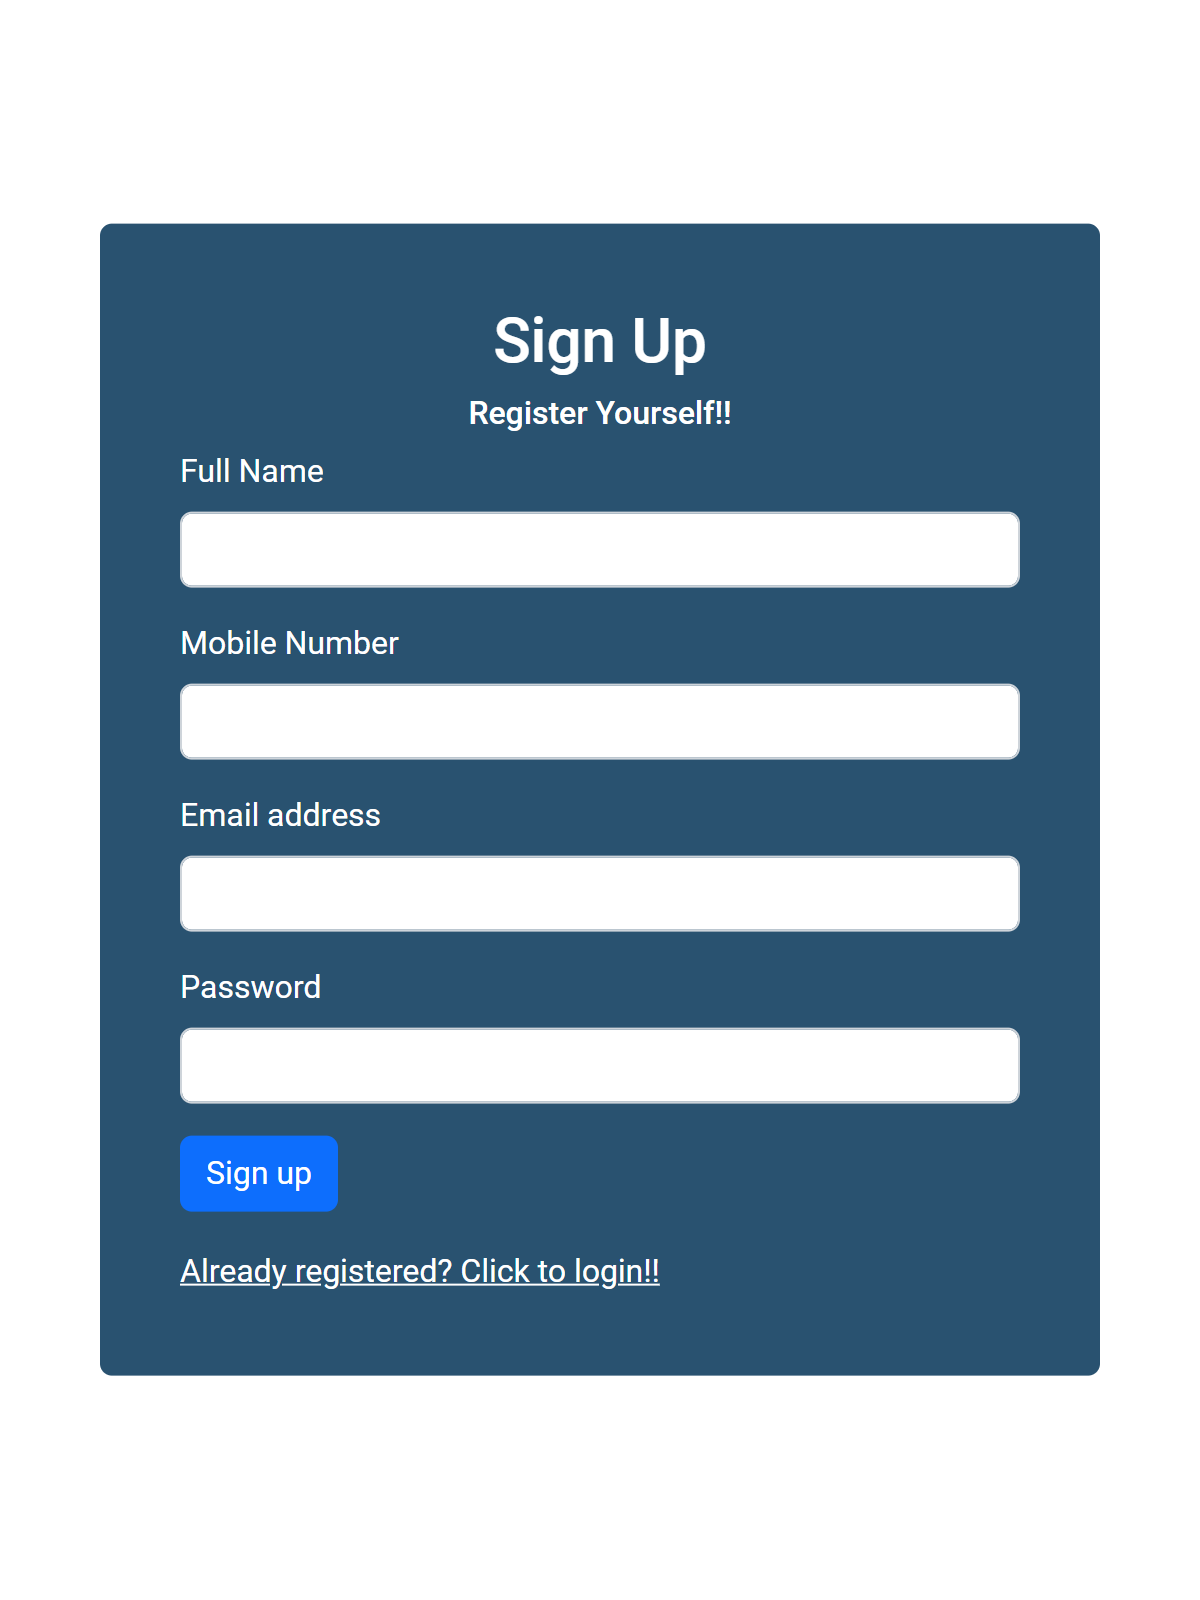 Sign Up
Register Yourself!!
Full Name
Mobile Number
Email address
Password
Sign up
Already registered? Click to login!!